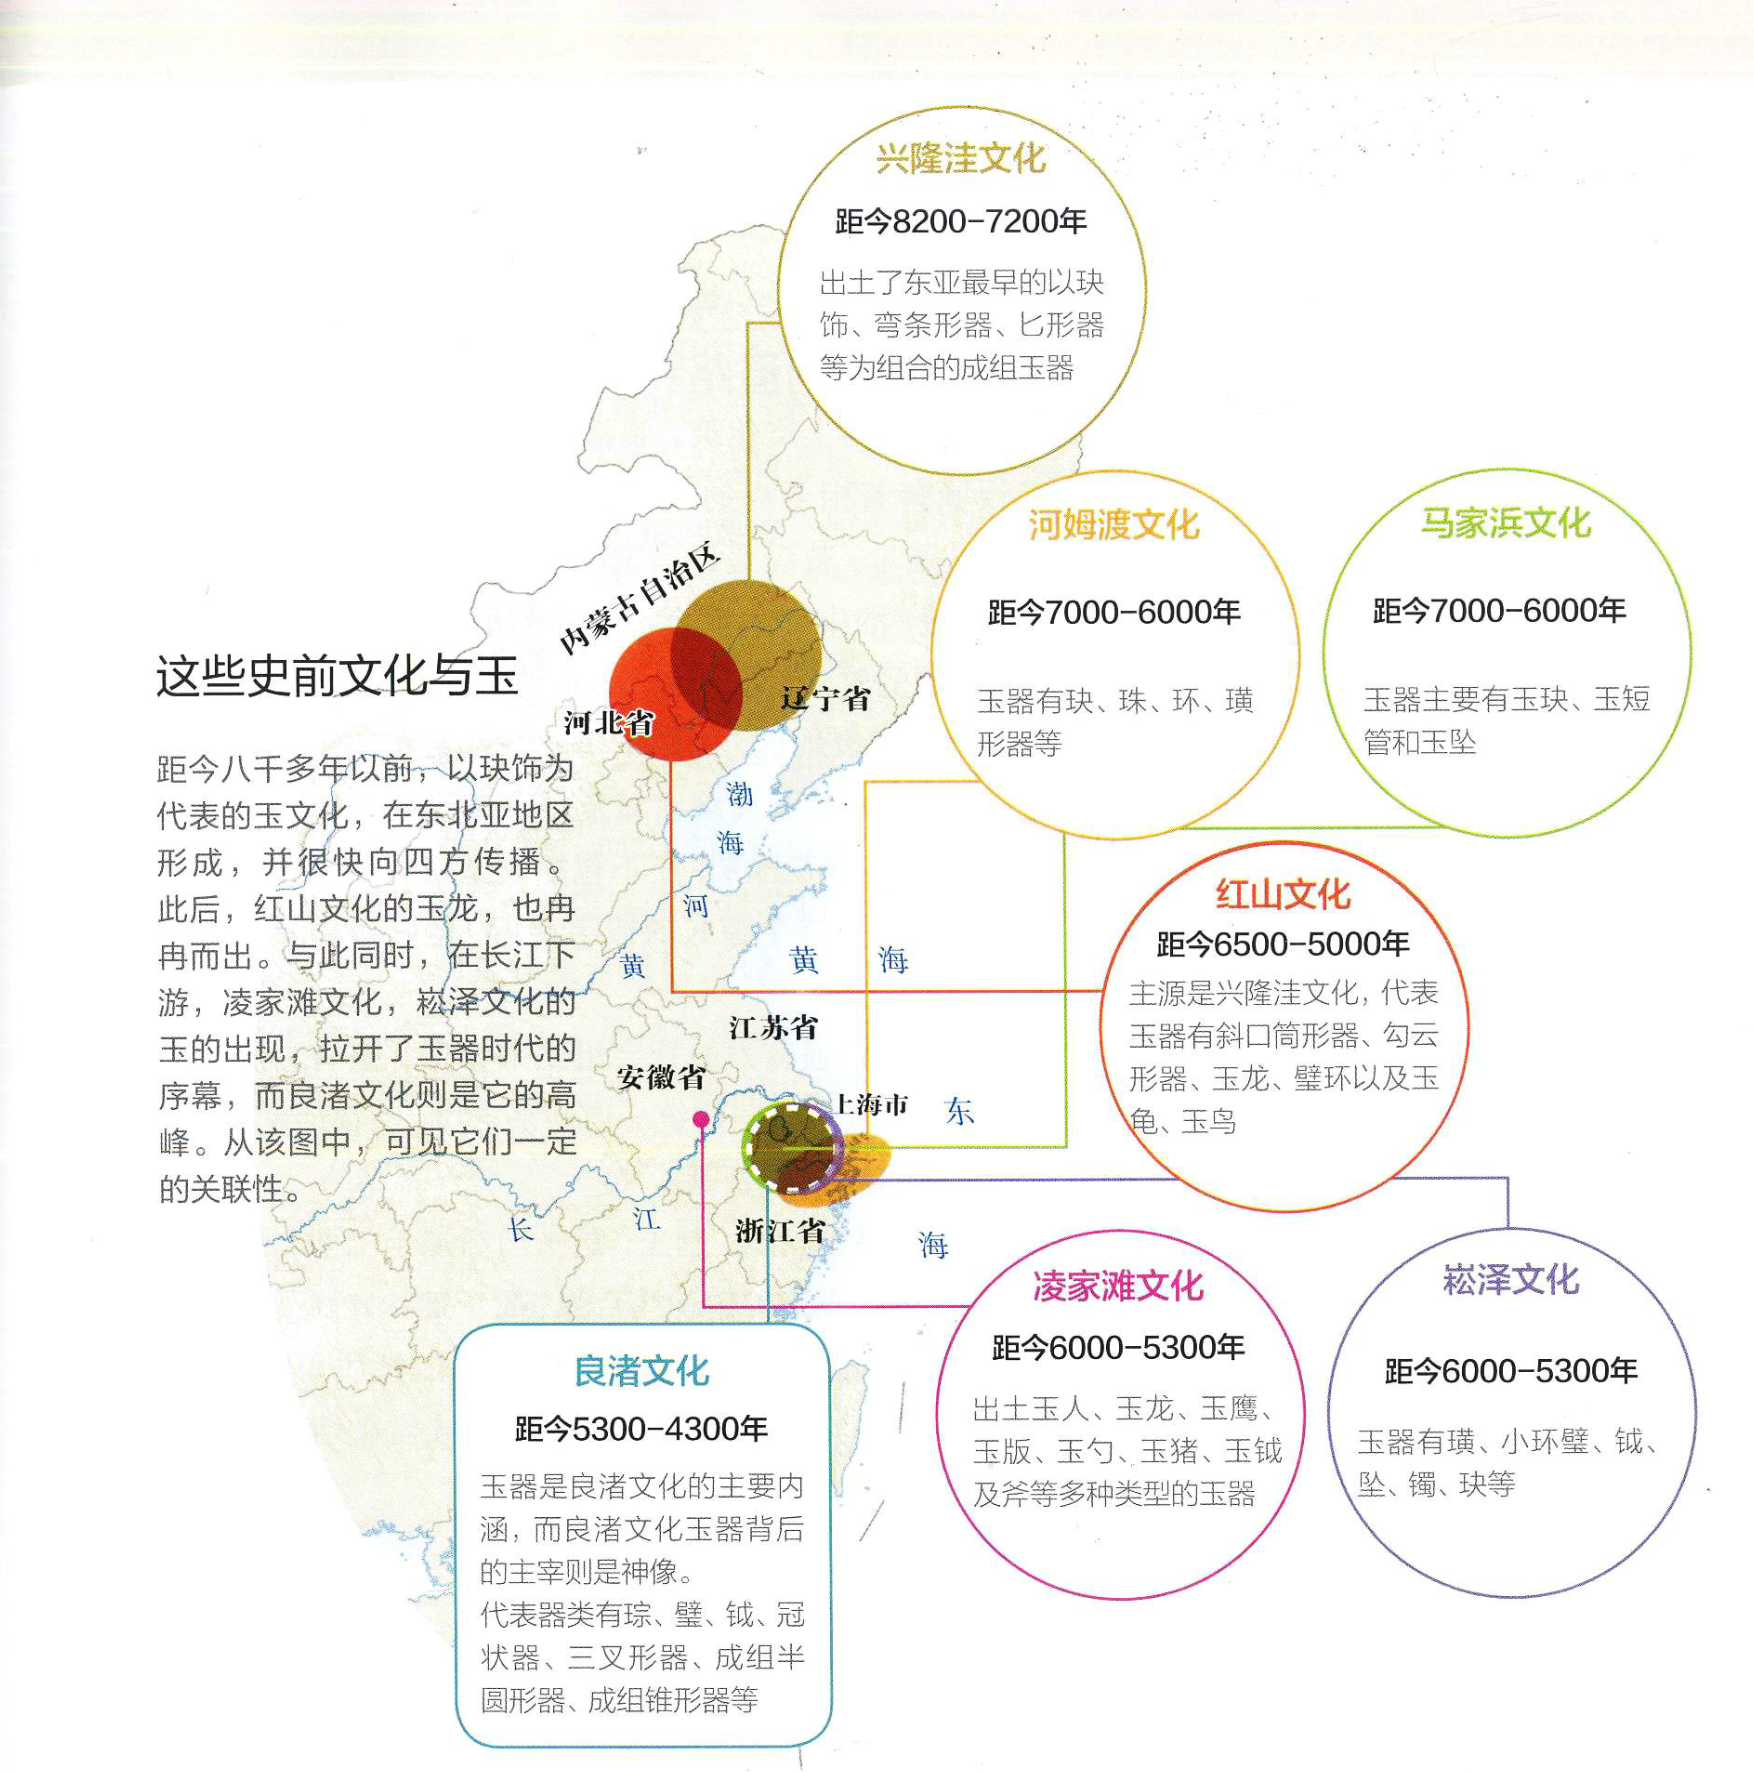 兴隆洼文化
距今8200-7200年
出土了东亚最早的以玦
饰、弯条形器、匕形器
等为组合的成组玉器
河姆渡文化
距今7000-6000年
玉器有玦、珠、环、璜
形器等
马家浜文化
距今7000-6000年
玉器主要有玉玦、玉短
管和玉坠
内蒙古自治区
辽宁省
河北省
这些史前文化与玉
距今八千多年以前，以玦饰为
代表的玉文化，在东北亚地区
形成，并很快向四方传播。
此后，红山文化的玉龙，也冉
冉而出。与此同时，在长江下
游，凌家滩文化，崧泽文化的
玉的出现，拉开了玉器时代的
序幕，而良渚文化则是它的高
峰。从该图中，可见它们一定
的关联性。
渤
海
河
黄
黄 海
江苏省
安徽省
上海市
东
海
浙江省
长 江
红山文化
距今6500-5000年
主源是兴隆洼文化，代表
玉器有斜口筒形器、勾云
形器、玉龙、璧环以及玉
龟、玉鸟
凌家滩文化
距今6000-5300年
出土玉人、玉龙、玉鹰、
玉版、玉勺、玉猪、玉钺
及斧等多种类型的玉器
崧泽文化
距今6000-5300年
玉器有璜、小环璧、钺、
坠、镯、玦等
良渚文化
距今5300-4300年
玉器是良渚文化的主要内
涵，而良渚文化玉器背后
的主宰则是神像。
代表器类有琮、璧、钺、冠
状器、三叉形器、成组半
圆形器、成组锥形器等